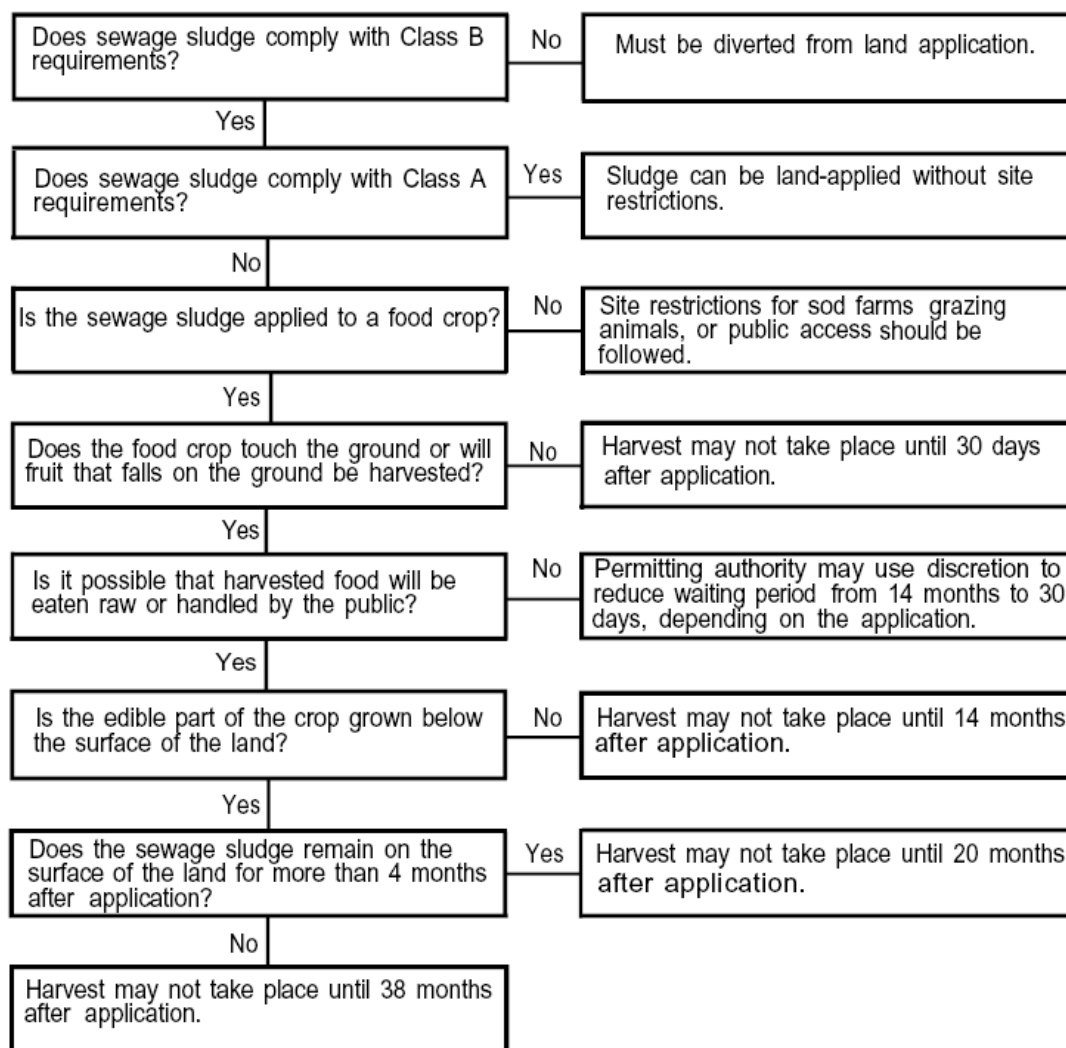 Does sewage sludge comply with Class B
requirements?
No
Must be diverted from land application.
Yes
Does sewage sludge comply with Class A
requirements?
Yes
Sludge can be land-applied without site
restrictions.
No
Is the sewage sludge applied to a food crop?
No
Site restrictions for sod farms grazing
animals, or public access should be
followed.
Yes
Does the food crop touch the ground or will
fruit that falls on the ground be harvested?
No
Harvest may not take place until 30 days
after application.
Yes
Is it possible that harvested food will be
eaten raw or handled by the public?
No
Permitting authority may use discretion to
reduce waiting period from 14 months to 30
days, depending on the application.
Yes
Is the edible part of the crop grown below
the surface of the land?
No
Harvest may not take place until 14 months
after application.
Yes
Does the sewage sludge remain on the
surface of the land for more than 4 months
after application?
Yes
Harvest may not take place until 20 months
after application.
No
Harvest may not take place until 38 months
after application.